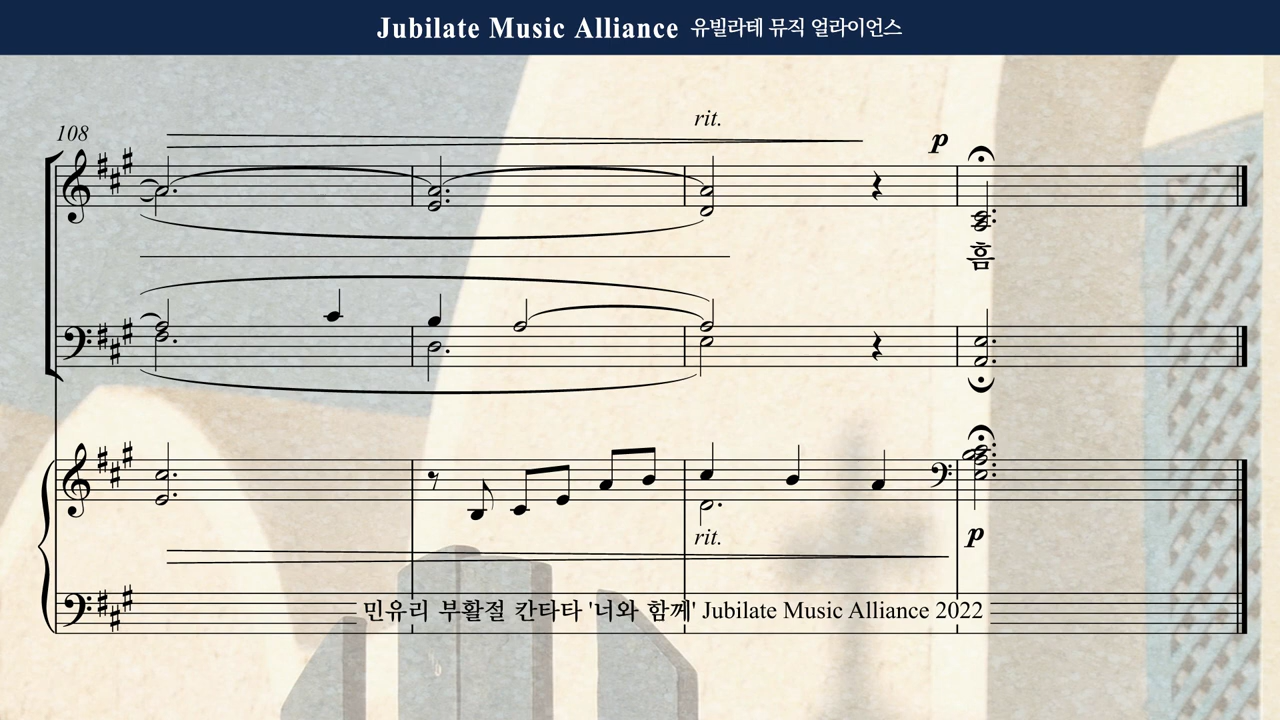 Jubilate Music Alliance 유빌라테 뮤직 얼라이언스
rit.
108
p
흠
rit.
p
민유리 부활절 칸타타 '너와 함께' Jubilate Music Alliance 2022